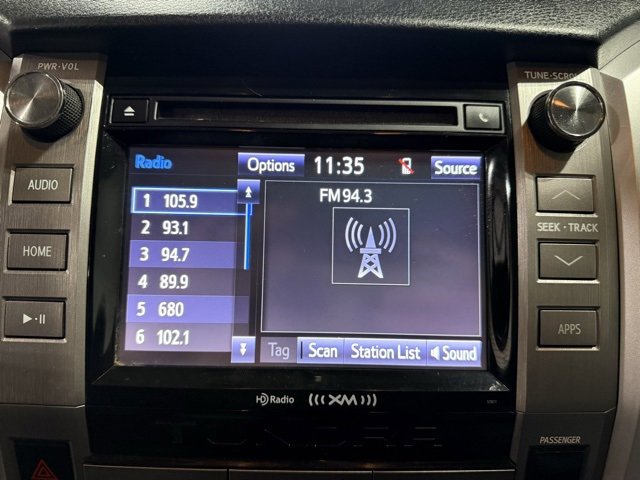 PWR•VOL
TUNE•SCROLL
AUDIO
HOME
Radio
Options
11:35
Source
FM 94.3
1 105.9
2 93.1
3 94.7
4 89.9
5 680
6 102.1
Tag
Scan
Station List
Sound
SEEK•TRACK
APPS
HD Radio
((( XM )))
TUNDRA
PASSENGER